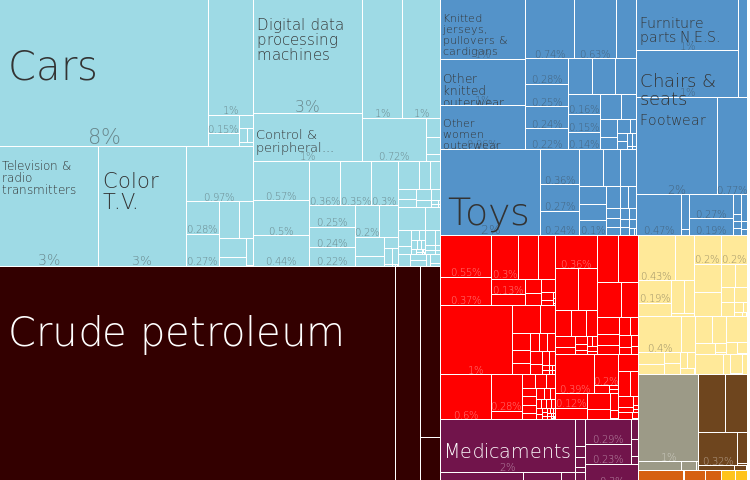 Cars
8%
1%
0.15%
Digital data
processing
machines
3%
1%
1%
Control &
peripheral...
1%
0.72%
Television &
radio
transmitters
3%
Color
T.V.
3%
0.97%
0.28%
0.27%
0.57%
0.5%
0.44%
0.36%
0.35%
0.3%
0.25%
0.24%
0.22%
0.2%
Crude petroleum
Knitted
jerseys,
pullovers &
cardigans
Other
knitted
outerwear
Other
women
outerwear
0.74%
0.63%
0.28%
0.25%
0.24%
0.22%
0.16%
0.15%
0.14%
Toys
2%
0.36%
0.27%
0.24%
0.1%
Furniture
parts N.E.S.
1%
Chairs &
seats
Footwear
2%
0.77%
0.47%
0.27%
0.19%
0.55%
0.3%
0.13%
0.37%
0.36%
1%
0.6%
0.28%
0.39%
0.2%
0.12%
0.43%
0.2%
0.2%
0.19%
0.4%
Medicaments
2%
0.29%
0.23%
1%
0.32%